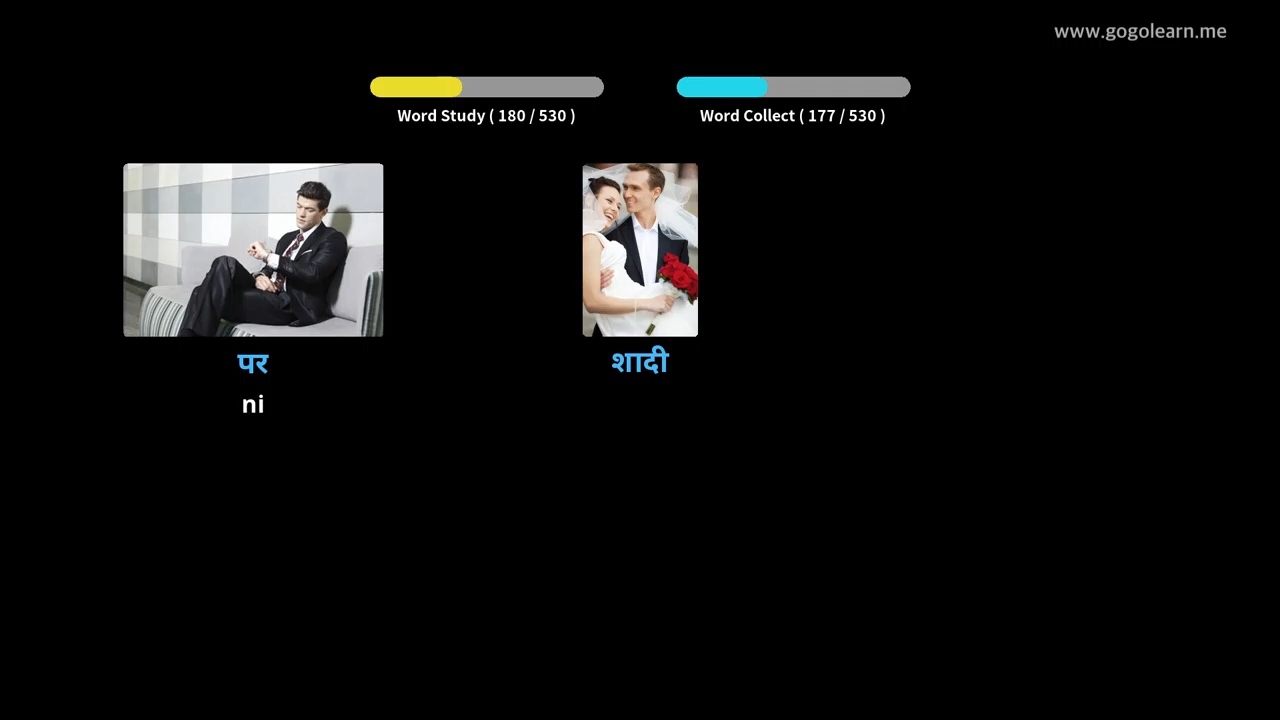 www.gogolearn.me
Word Study ( 180 / 530 )
Word Collect ( 177 / 530 )
पर
शादी
ni